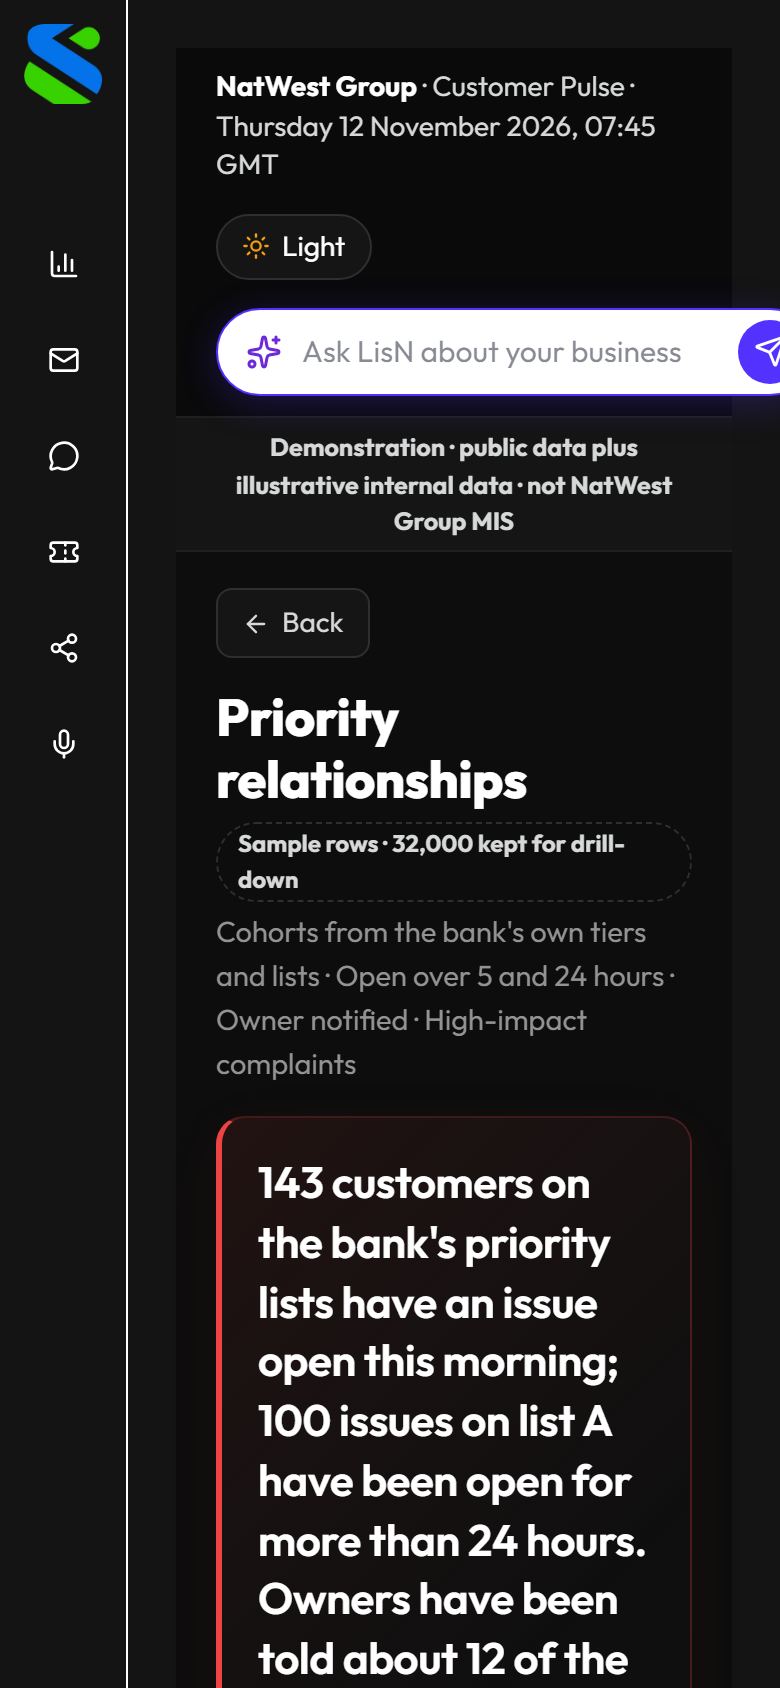 NatWest Group · Customer Pulse ·
Thursday 12 November 2026, 07:45
GMT
Light
Ask LisN about your business
Demonstration · public data plus
illustrative internal data · not NatWest
Group MIS
Back
Priority
relationships
Sample rows · 32,000 kept for drill-
down
Cohorts from the bank's own tiers
and lists · Open over 5 and 24 hours ·
Owner notified · High-impact
complaints
143 customers on
the bank's priority
lists have an issue
open this morning;
100 issues on list A
have been open for
more than 24 hours.
Owners have been
told about 12 of the